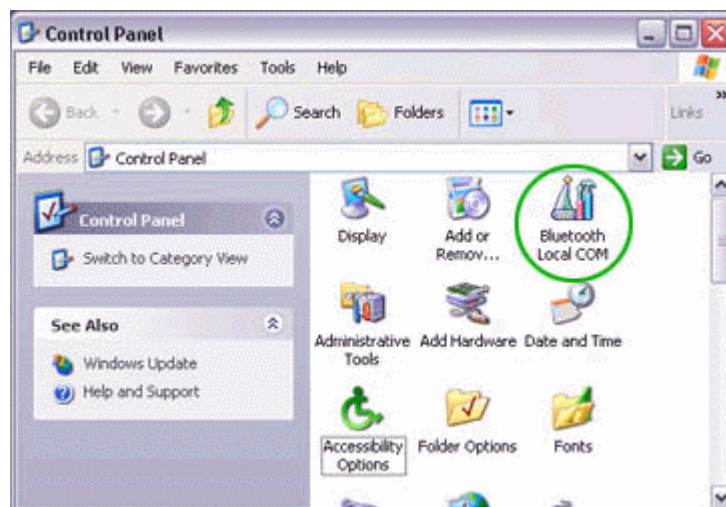 Control Panel
File Edit View Favorites Tools Help
Back Search Folders Links
Address Control Panel Go
Control Panel
Switch to Category View
See Also
Windows Update
Help and Support
Display
Add or
Remov...
Bluetooth
Local COM
Administrative
Tools
Add Hardware
Date and Time
Accessibility
Options
Folder Options
Fonts